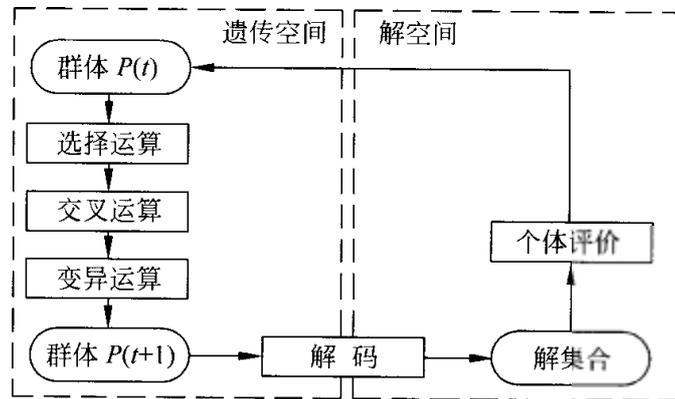 遗传空间
解空间
群体 P(t)
选择运算
交叉运算
个体评价
变异运算
群体 P(t+1)
解 码
解集合